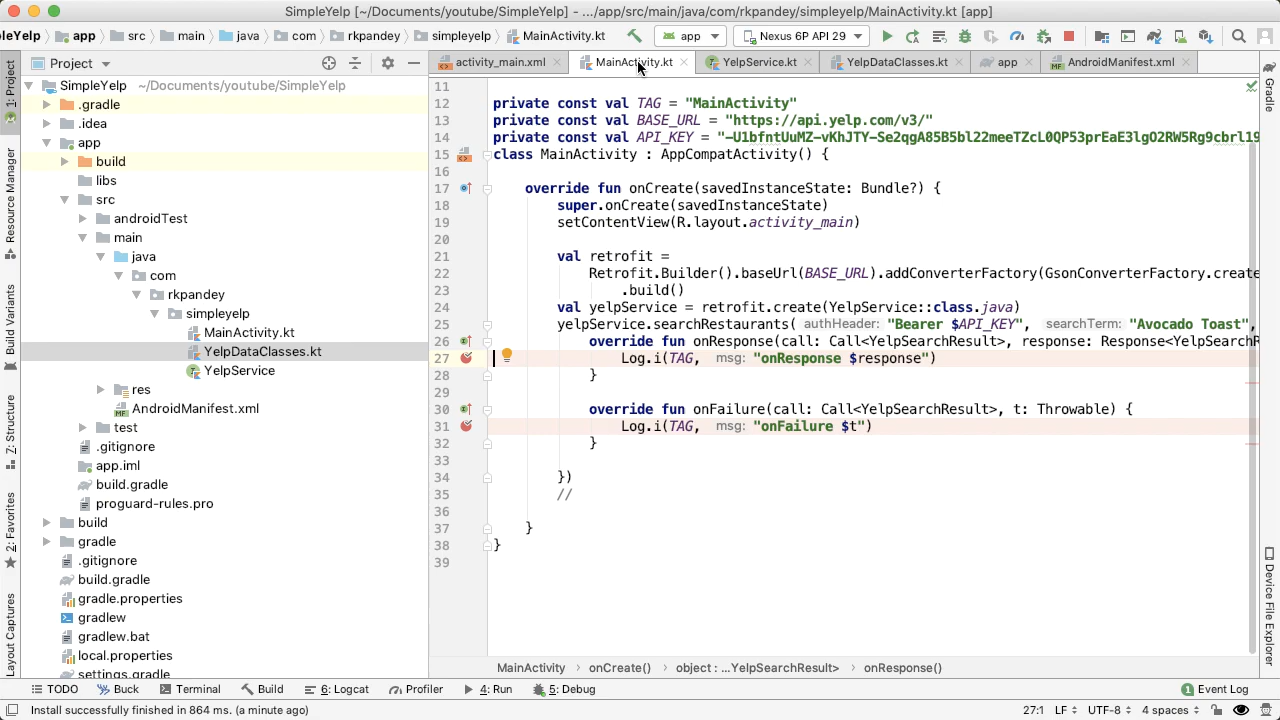 SimpleYelp [~/Documents/youtube/SimpleYelp] - .../app/src/main/java/com/rkpandey/simpleyelp/MainActivity.kt [app]
leYelp app src main java com rkpandey simpleyelp MainActivity.kt app Nexus 6P API 29
Project
activity_main.xml MainActivity.kt YelpService.kt YelpDataClasses.kt app AndroidManifest.xml
1: Project
Resource Manager
Build Variants
Z: Structure
2: Favorites
Layout Captures
SimpleYelp ~/Documents/youtube/SimpleYelp
.gradle
.idea
app
build
libs
src
androidTest
main
java
com
rkpandey
simpleyelp
MainActivity.kt
YelpDataClasses.kt
YelpService
res
AndroidManifest.xml
test
.gitignore
app.iml
build.gradle
proguard-rules.pro
build
gradle
.gitignore
build.gradle
gradle.properties
gradlew
gradlew.bat
local.properties
settings.gradle
11
12 private const val TAG = "MainActivity"
13 private const val BASE_URL = "https://api.yelp.com/v3/"
14 private const val API_KEY = "-U1bfntUuMZ-vKhJTY-Se2qgA85B5bl22meeTZcL0QP53prEaE3lgO2RW5Rg9cbrl19
15 class MainActivity : AppCompatActivity() {
16
17 override fun onCreate(savedInstanceState: Bundle?) {
18 super.onCreate(savedInstanceState)
19 setContentView(R.layout.activity_main)
20
21 val retrofit =
22 Retrofit.Builder().baseUrl(BASE_URL).addConverterFactory(GsonConverterFactory.create
23 .build()
24 val yelpService = retrofit.create(YelpService::class.java)
25 yelpService.searchRestaurants( authHeader: "Bearer $API_KEY", searchTerm: "Avocado Toast",
26 override fun onResponse(call: Call<YelpSearchResult>, response: Response<YelpSearchR
27 Log.i(TAG, msg: "onResponse $response")
28 }
29
30 override fun onFailure(call: Call<YelpSearchResult>, t: Throwable) {
31 Log.i(TAG, msg: "onFailure $t")
32 }
33
34 })
35 //
36
37 }
38 }
39
Gradle
Device File Explorer
MainActivity onCreate() object : ...YelpSearchResult> onResponse()
TODO Buck Terminal Build 6: Logcat Profiler 4: Run 5: Debug 1 Event Log
Install successfully finished in 864 ms. (a minute ago) 27:1 LF UTF-8 4 spaces